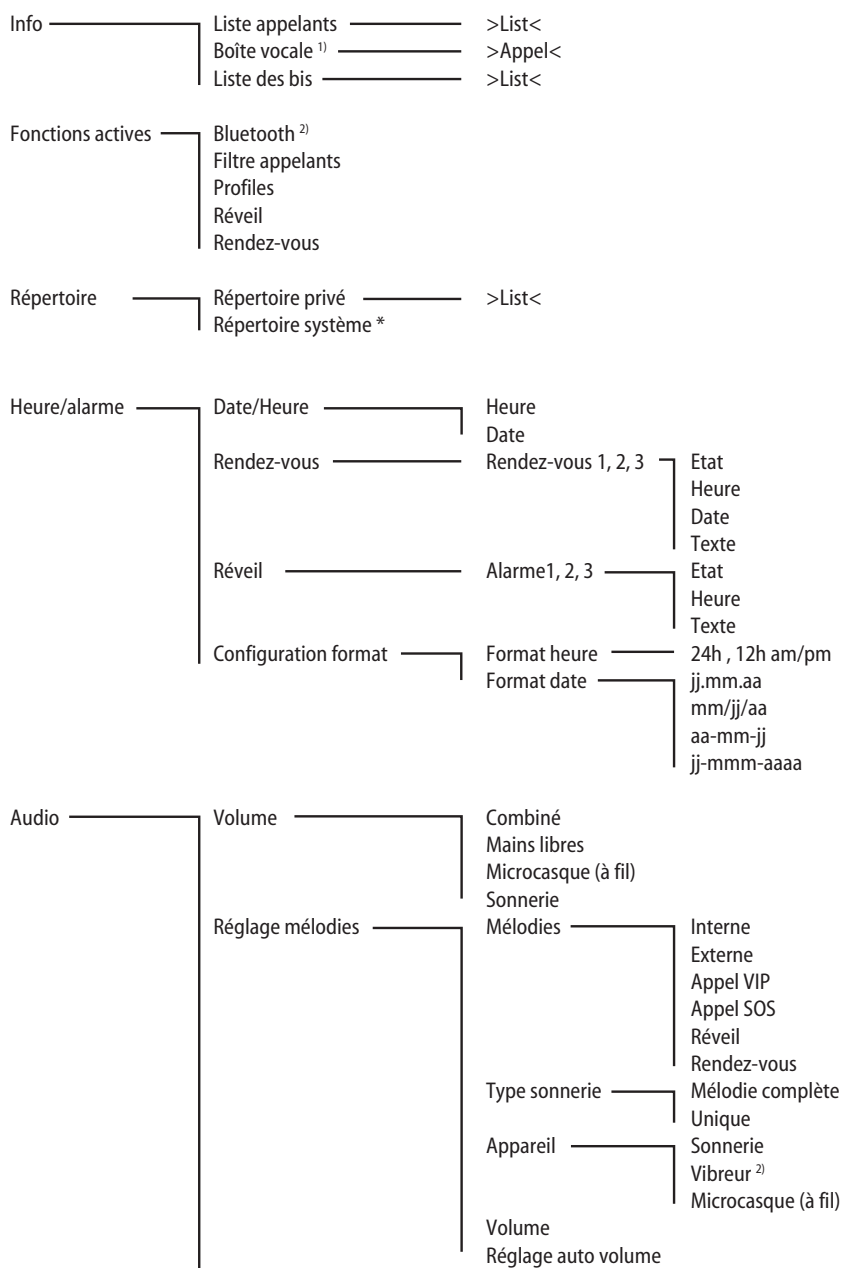 Info Liste appelants >List<
Boîte vocale 1) >Appel<
Liste des bis >List<
Fonctions actives Bluetooth 2)
Filtre appelants
Profiles
Réveil
Rendez-vous
Répertoire Répertoire privé >List<
Répertoire système *
Heure/alarme Date/Heure Heure
Date
Rendez-vous Rendez-vous 1, 2, 3 Etat
Heure
Date
Texte
Réveil Alarme1, 2, 3 Etat
Heure
Texte
Configuration format Format heure 24h , 12h am/pm
Format date jj.mm.aa
mm/jj/aa
aa-mm-jj
jj-mmm-aaaa
Audio Volume Combiné
Mains libres
Microcasque (à fil)
Sonnerie
Réglage mélodies Mélodies Interne
Externe
Appel VIP
Appel SOS
Réveil
Rendez-vous
Type sonnerie Mélodie complète
Unique
Appareil Sonnerie
Vibreur 2)
Microcasque (à fil)
Volume
Réglage auto volume